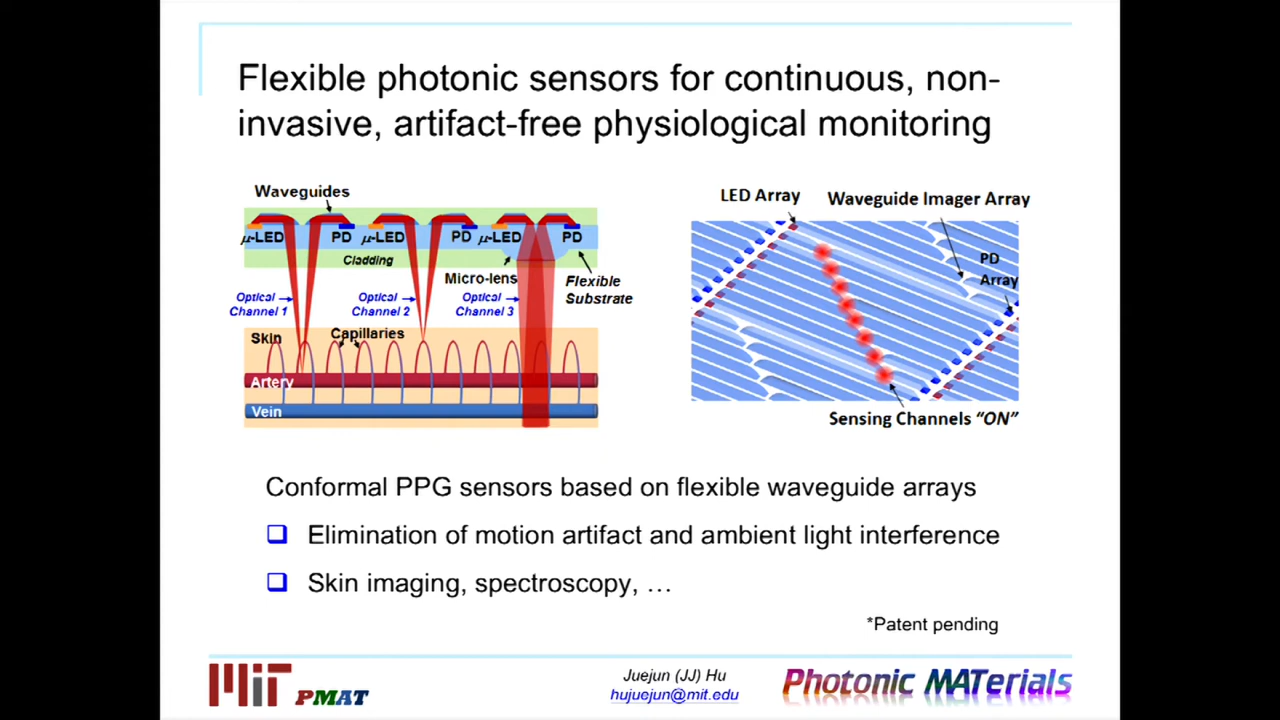 Flexible photonic sensors for continuous, non-
invasive, artifact-free physiological monitoring
Waveguides
μ-LED
PD
μ-LED
PD
μ-LED
PD
Cladding
Micro-lens
Flexible
Substrate
Optical
Channel 1
Optical
Channel 2
Optical
Channel 3
Skin
Capillaries
Artery
Vein
LED Array
Waveguide Imager Array
PD
Array
Sensing Channels “ON”
Conformal PPG sensors based on flexible waveguide arrays
Elimination of motion artifact and ambient light interference
Skin imaging, spectroscopy, …
*Patent pending
MIT PMAT
Juejun (JJ) Hu
hujuejun@mit.edu
Photonic MATerials